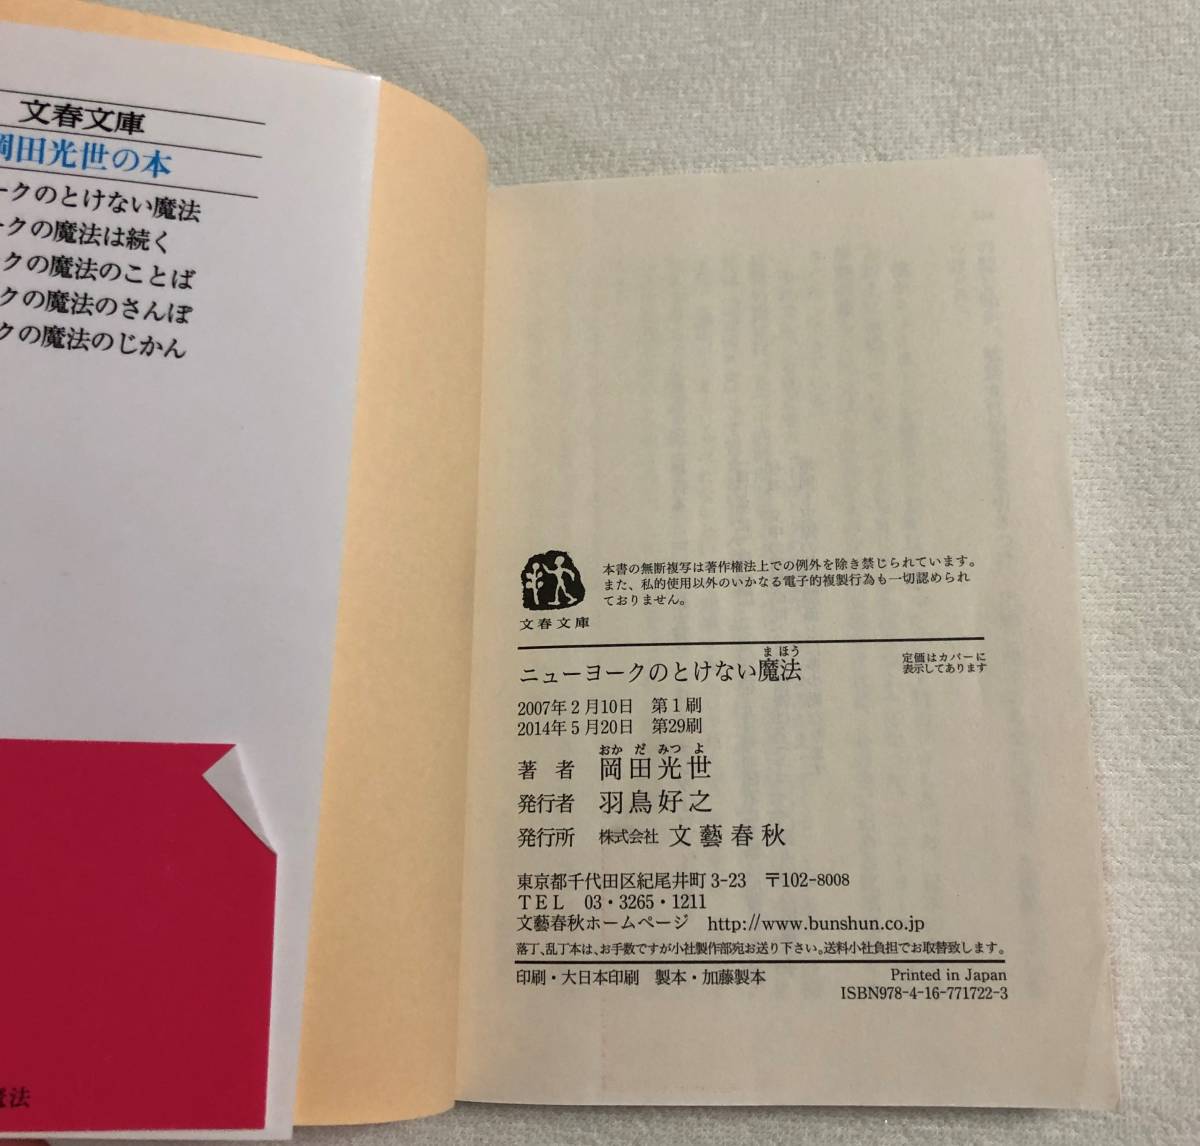 文春文庫
岡田光世の本
ークのとけない魔法
ークの魔法は続く
クの魔法のことば
クの魔法のさんぽ
クの魔法のじかん
魔法
本書の無断複写は著作権法上での例外を除き禁じられています。
また、私的使用以外のいかなる電子的複製行為も一切認められ
ておりません。
文春文庫
ニューヨークのとけない魔法
まほう
定価はカバーに
表示してあります
2007年2月10日 第1刷
2014年5月20日 第29刷
おか だ みつ よ
著 者 岡田光世
発行者 羽鳥好之
発行所 株式会社 文藝春秋
東京都千代田区紀尾井町3-23 〒102-8008
TEL 03・3265・1211
文藝春秋ホームページ http://www.bunshun.co.jp
落丁、乱丁本は、お手数ですが小社製作部宛お送り下さい。送料小社負担でお取替致します。
印刷・大日本印刷 製本・加藤製本
Printed in Japan
ISBN978-4-16-771722-3